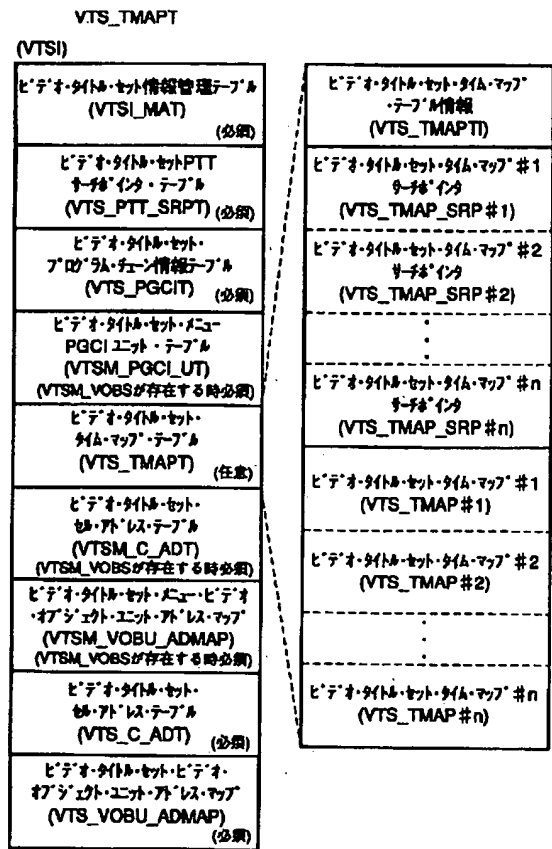 VTS_TMAPT
(VTSI)
ビデオ・タイトル・セット情報管理テーブル
(VTSI_MAT)
(必須)
ビデオ・タイトル・セットPTT
サーチポインタ・テーブル
(VTS_PTT_SRPT) (必須)
ビデオ・タイトル・セット・
プログラム・チェーン情報テーブル
(VTS_PGCIT)
(必須)
ビデオ・タイトル・セット・メニュー
PGCIユニット・テーブル
(VTSM_PGCI_UT)
(VTSM_VOBSが存在する時必須)
ビデオ・タイトル・セット・
タイム・マップ・テーブル
(VTS_TMAPT)
(任意)
ビデオ・タイトル・セット・
セル・アドレス・テーブル
(VTSM_C_ADT)
(VTSM_VOBSが存在する時必須)
ビデオ・タイトル・セット・メニュー・ビデオ
・オブジェクト・ユニット・アドレス・マップ
(VTSM_VOBU_ADMAP)
(VTSM_VOBSが存在する時必須)
ビデオ・タイトル・セット・
セル・アドレス・テーブル
(VTS_C_ADT)
(必須)
ビデオ・タイトル・セット・ビデオ・
オブジェクト・ユニット・アドレス・マップ
(VTS_VOBU_ADMAP)
(必須)
ビデオ・タイトル・セット・タイム・マップ
・テーブル情報
(VTS_TMAPTI)
ビデオ・タイトル・セット・タイム・マップ#1
サーチポインタ
(VTS_TMAP_SRP#1)
ビデオ・タイトル・セット・タイム・マップ#2
サーチポインタ
(VTS_TMAP_SRP#2)
ビデオ・タイトル・セット・タイム・マップ#n
サーチポインタ
(VTS_TMAP_SRP#n)
ビデオ・タイトル・セット・タイム・マップ#1
(VTS_TMAP#1)
ビデオ・タイトル・セット・タイム・マップ#2
(VTS_TMAP#2)
ビデオ・タイトル・セット・タイム・マップ#n
(VTS_TMAP#n)